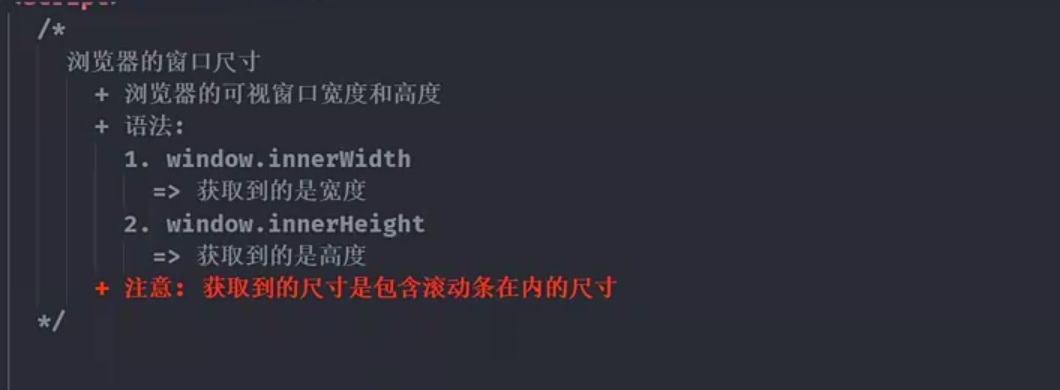 <script>
/*
浏览器的窗口尺寸
+ 浏览器的可视窗口宽度和高度
+ 语法:
1. window.innerWidth
=> 获取到的是宽度
2. window.innerHeight
=> 获取到的是高度
+ 注意: 获取到的尺寸是包含滚动条在内的尺寸
*/